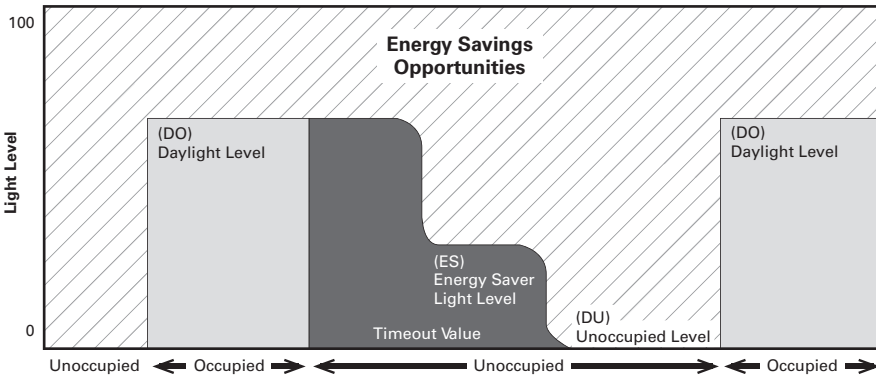 100
Energy Savings
Opportunities
(DO)
Daylight Level
(DO)
Daylight Level
Light Level
(ES)
Energy Saver
Light Level
(DU)
Unoccupied Level
Timeout Value
0
Unoccupied
Occupied
Unoccupied
Occupied